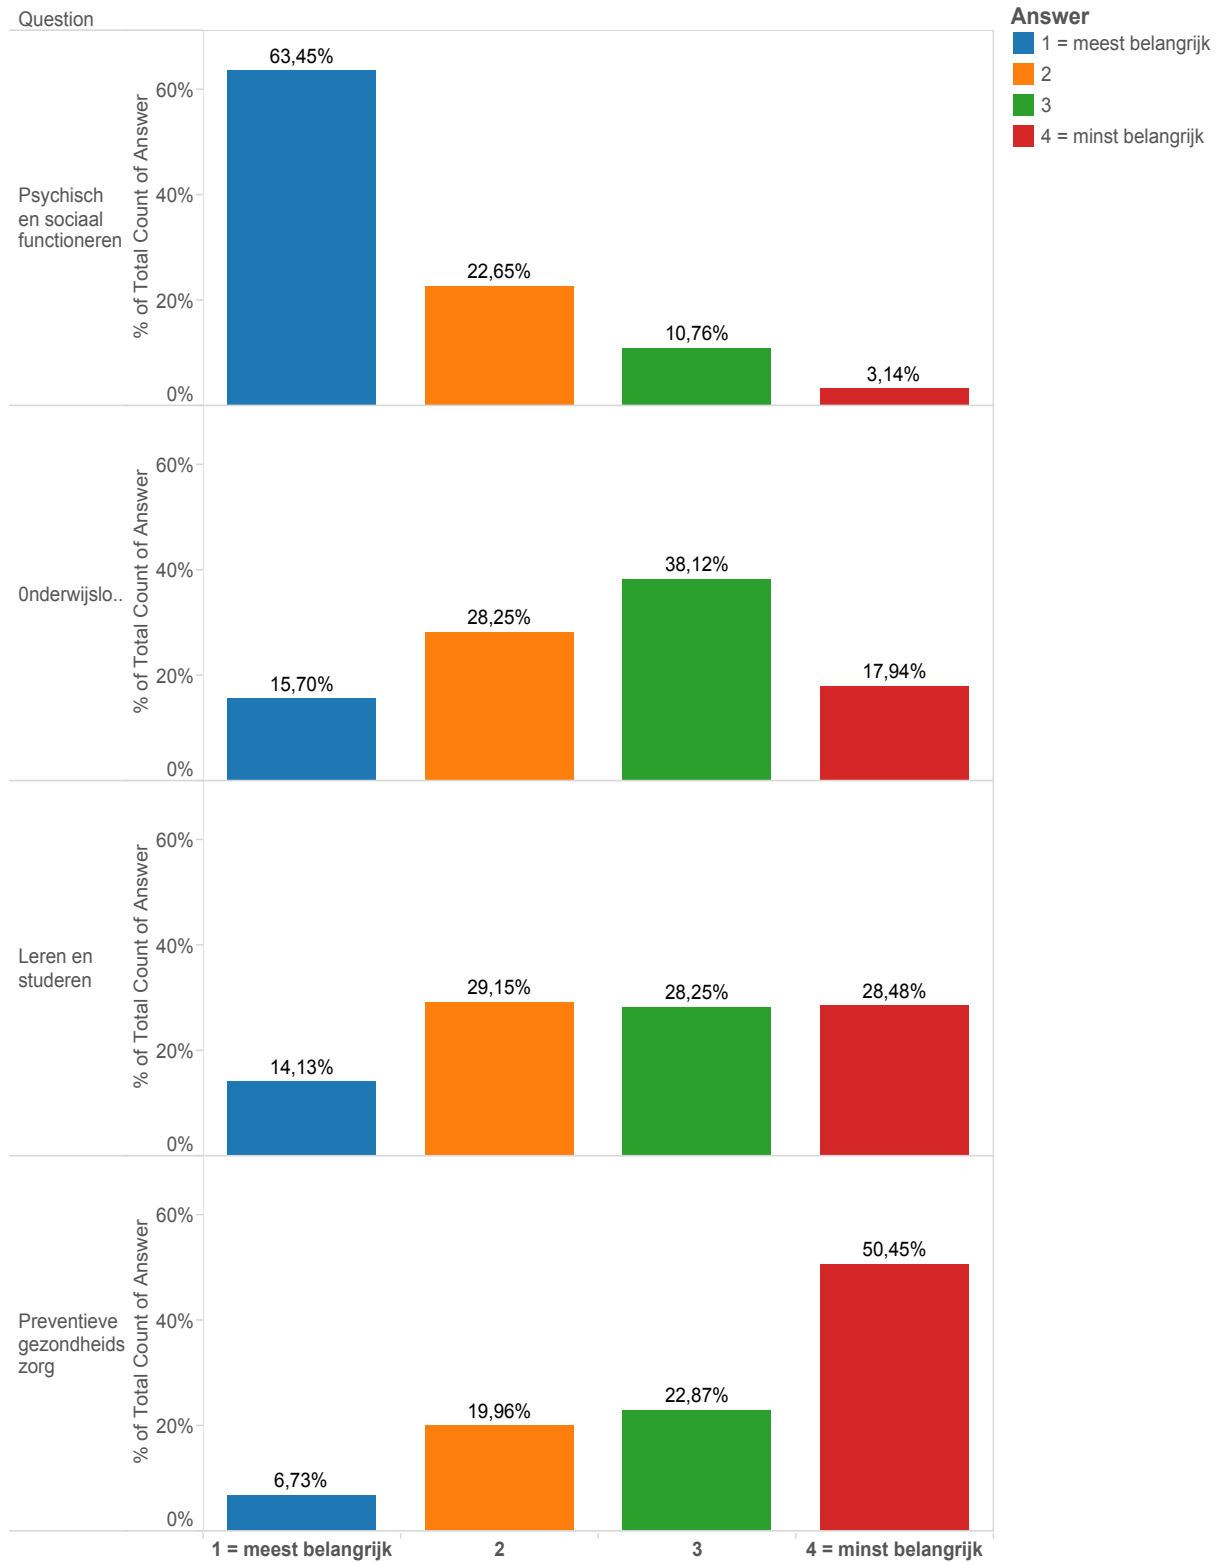 Question
Answer
1 = meest belangrijk
2
3
4 = minst belangrijk
Psychisch
en sociaal
functioneren
% of Total Count of Answer
60%
40%
20%
0%
63,45%
22,65%
10,76%
3,14%
0nderwijslo..
% of Total Count of Answer
60%
40%
20%
0%
15,70%
28,25%
38,12%
17,94%
Leren en
studeren
% of Total Count of Answer
60%
40%
20%
0%
14,13%
29,15%
28,25%
28,48%
Preventieve
gezondheids
zorg
% of Total Count of Answer
60%
40%
20%
0%
6,73%
19,96%
22,87%
50,45%
1 = meest belangrijk
2
3
4 = minst belangrijk